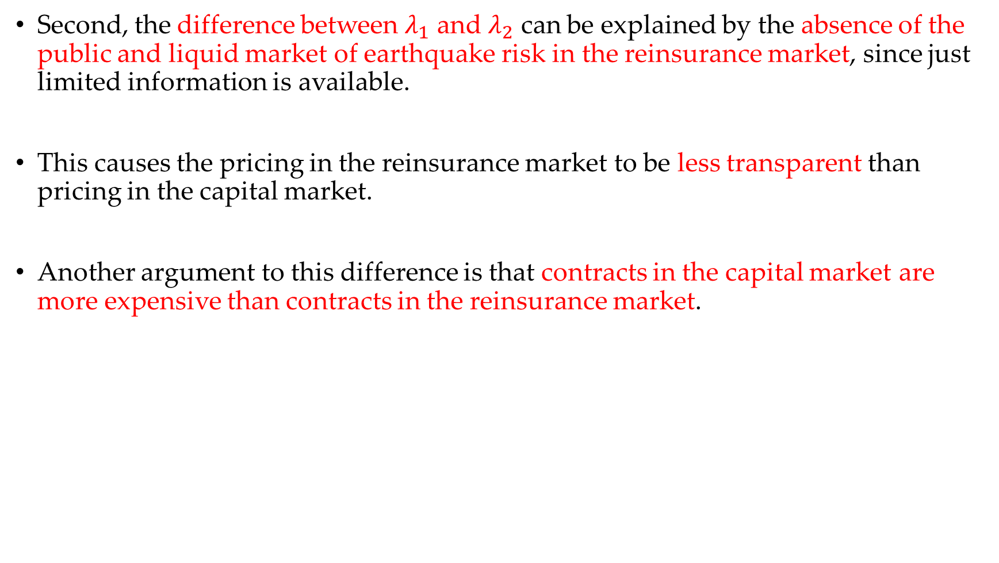 • Second, the difference between λ₁ and λ₂ can be explained by the absence of the
public and liquid market of earthquake risk in the reinsurance market, since just
limited information is available.
• This causes the pricing in the reinsurance market to be less transparent than
pricing in the capital market.
• Another argument to this difference is that contracts in the capital market are
more expensive than contracts in the reinsurance market.